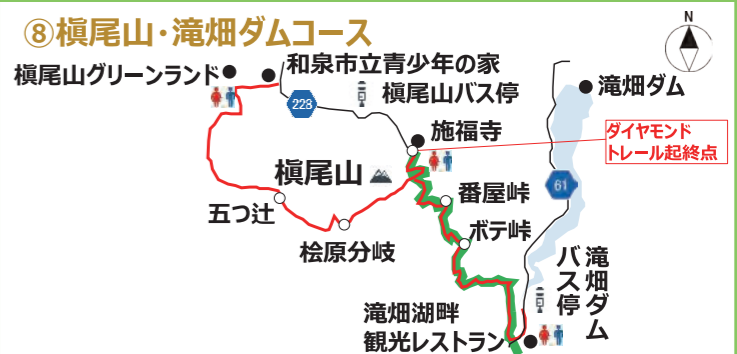 ⑧槇尾山・滝畑ダムコース
N
槇尾山グリーンランド
和泉市立青少年の家
228
槇尾山バス停
滝畑ダム
施福寺
ダイヤモンド
トレール起終点
槇尾山
61
番屋峠
五つ辻
ボテ峠
桧原分岐
滝畑ダム
バス停
滝畑湖畔
観光レストラン